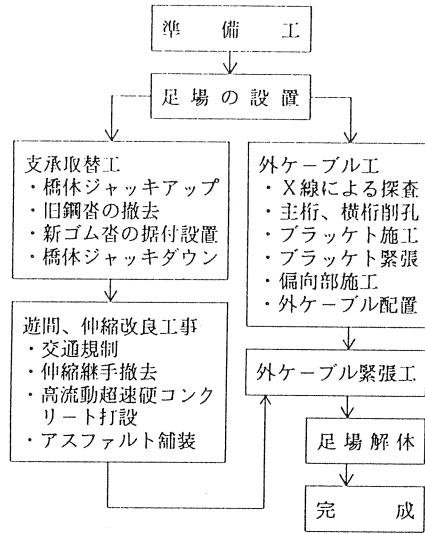 準備工
足場の設置
支承取替工
・橋体ジャッキアップ
・旧鋼沓の撤去
・新ゴム沓の据付設置
・橋体ジャッキダウン
遊間、伸縮改良工事
・交通規制
・伸縮継手撤去
・高流動超速硬コンク
リート打設
・アスファルト舗装
外ケーブル工
・X線による探査
・主桁、横桁削孔
・ブラッケト施工
・ブラッケト緊張
・偏向部施工
・外ケーブル配置
外ケーブル緊張工
足場解体
完成